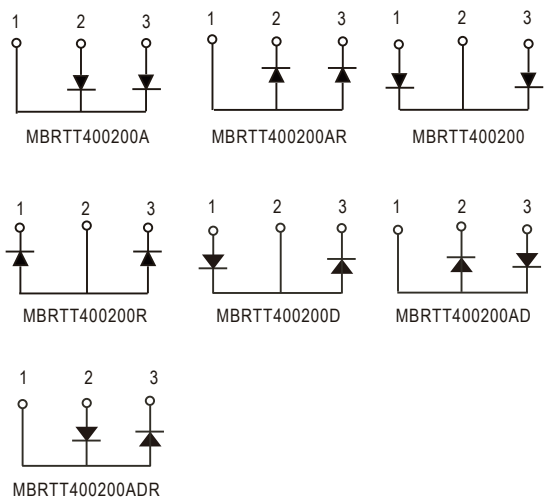 1 2 3 1 2 3 1 2 3
MBRTT400200A MBRTT400200AR MBRTT400200
1 2 3 1 2 3 1 2 3
MBRTT400200R MBRTT400200D MBRTT400200AD
1 2 3
MBRTT400200ADR